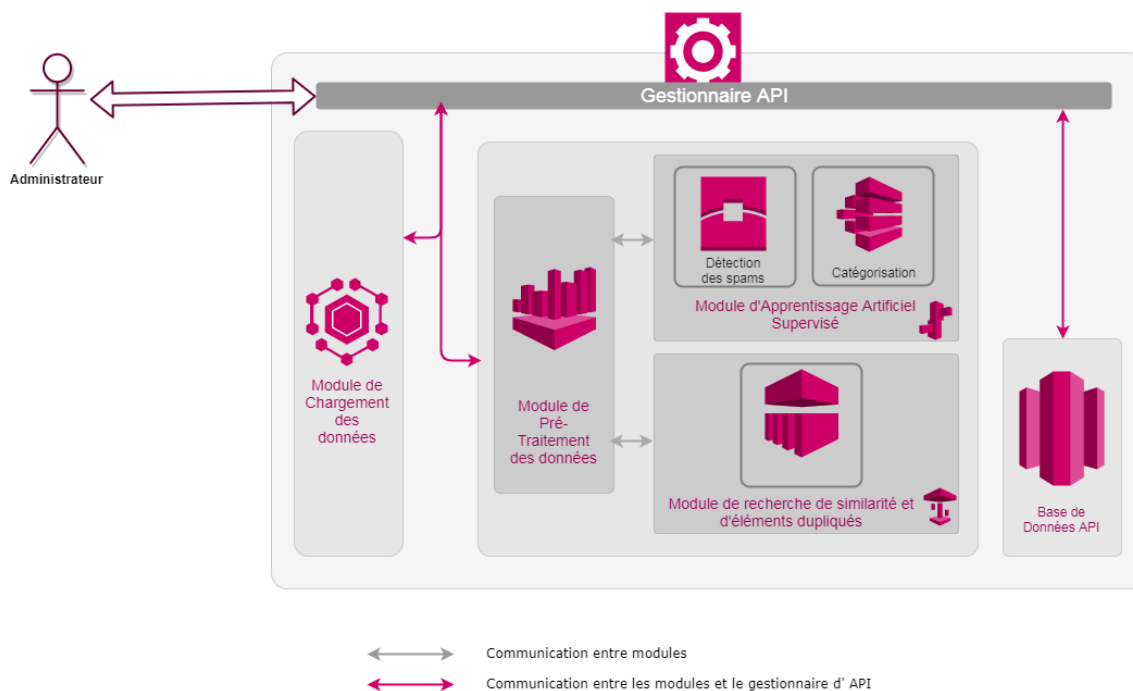 Gestionnaire API
Administrateur
Module de
Chargement
des
données
Module de
Pré-
Traitement
des données
Détection
des spams
Catégorisation
Module d'Apprentissage Artificiel
Supervisé
Module de recherche de similarité et
d'éléments dupliqués
Base de
Données API
Communication entre modules
Communication entre les modules et le gestionnaire d' API